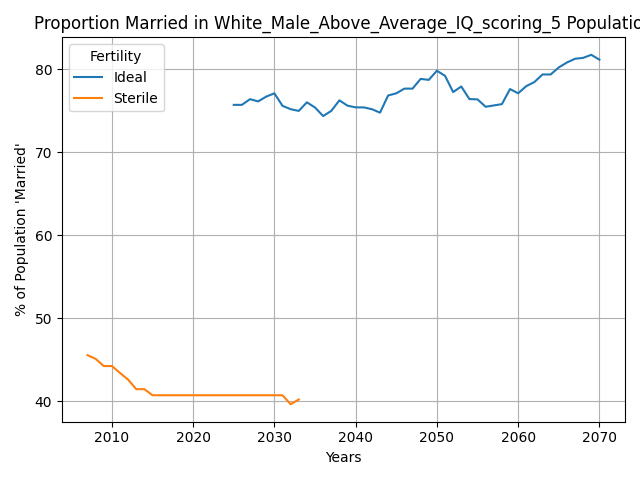 Proportion Married in White_Male_Above_Average_IQ_scoring_5 Populatio
Fertility
Ideal
Sterile
% of Population 'Married'
80
70
60
50
40
2010 2020 2030 2040 2050 2060 2070
Years